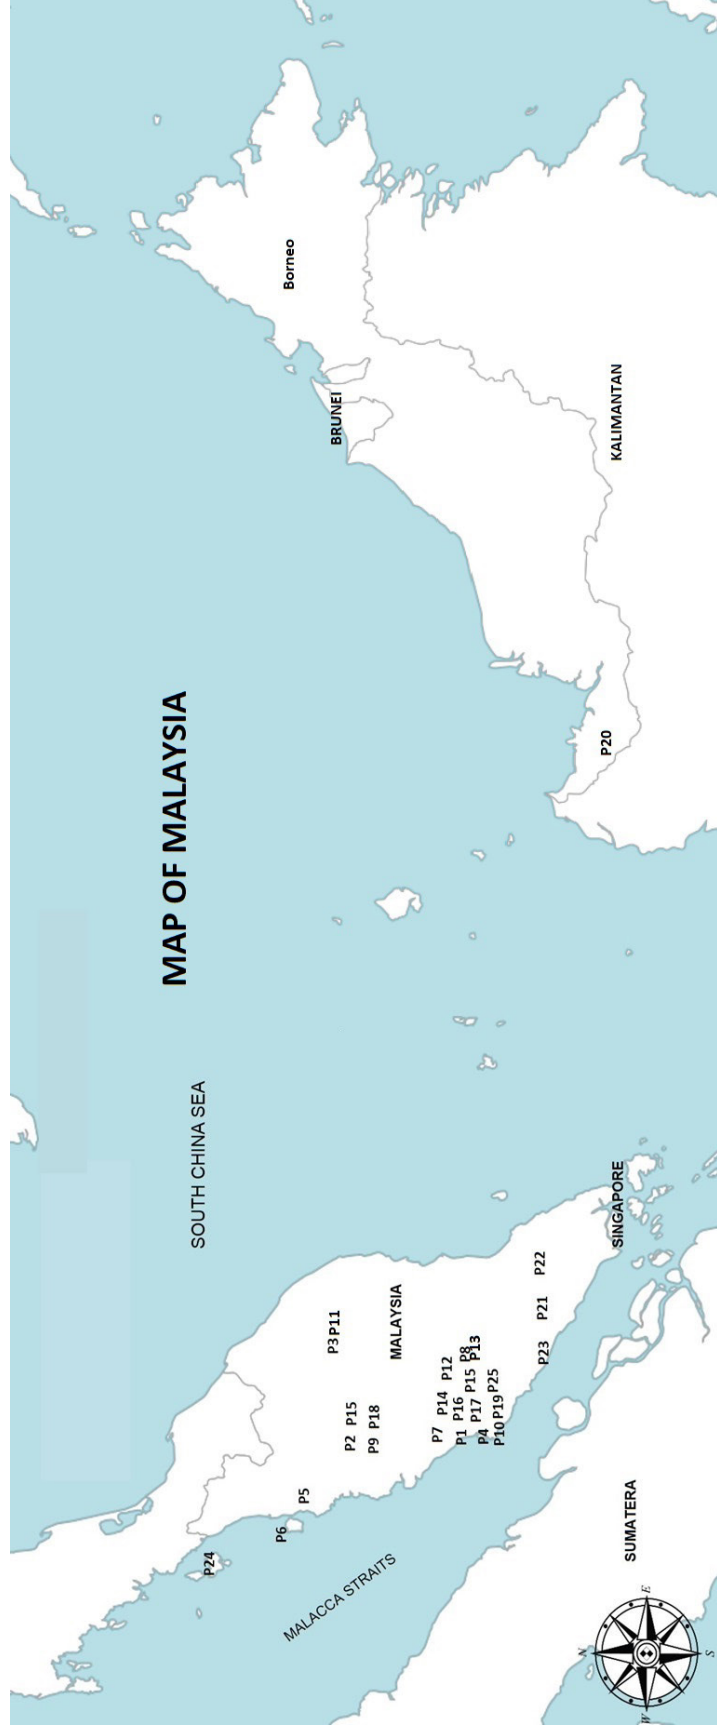 MAP OF MALAYSIA
SOUTH CHINA SEA
P24
P6
Borneo
P5
P3
P11
BRUNEI
MALACCA STRAITS
P2
P15
P9
P18
MALAYSIA
P7
P14
P12
P1
P16
P15
P8
P4
P17
P13
P10
P19
P25
P23
P21
P22
P20
SUMATERA
SINGAPORE
KALIMANTAN
N
W
E
S